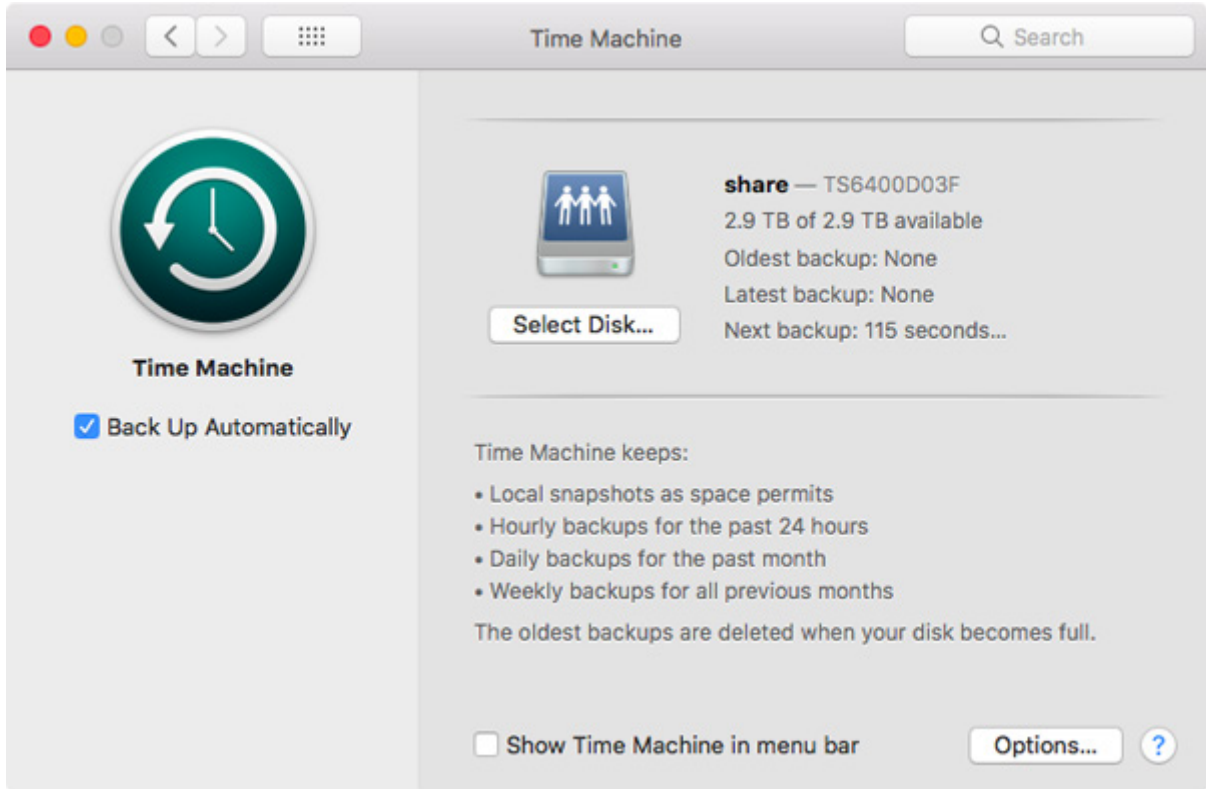 Time Machine
Search
Time Machine
Back Up Automatically
share — TS6400D03F
2.9 TB of 2.9 TB available
Oldest backup: None
Latest backup: None
Next backup: 115 seconds...
Select Disk...
Time Machine keeps:
• Local snapshots as space permits
• Hourly backups for the past 24 hours
• Daily backups for the past month
• Weekly backups for all previous months
The oldest backups are deleted when your disk becomes full.
Show Time Machine in menu bar
Options...
?